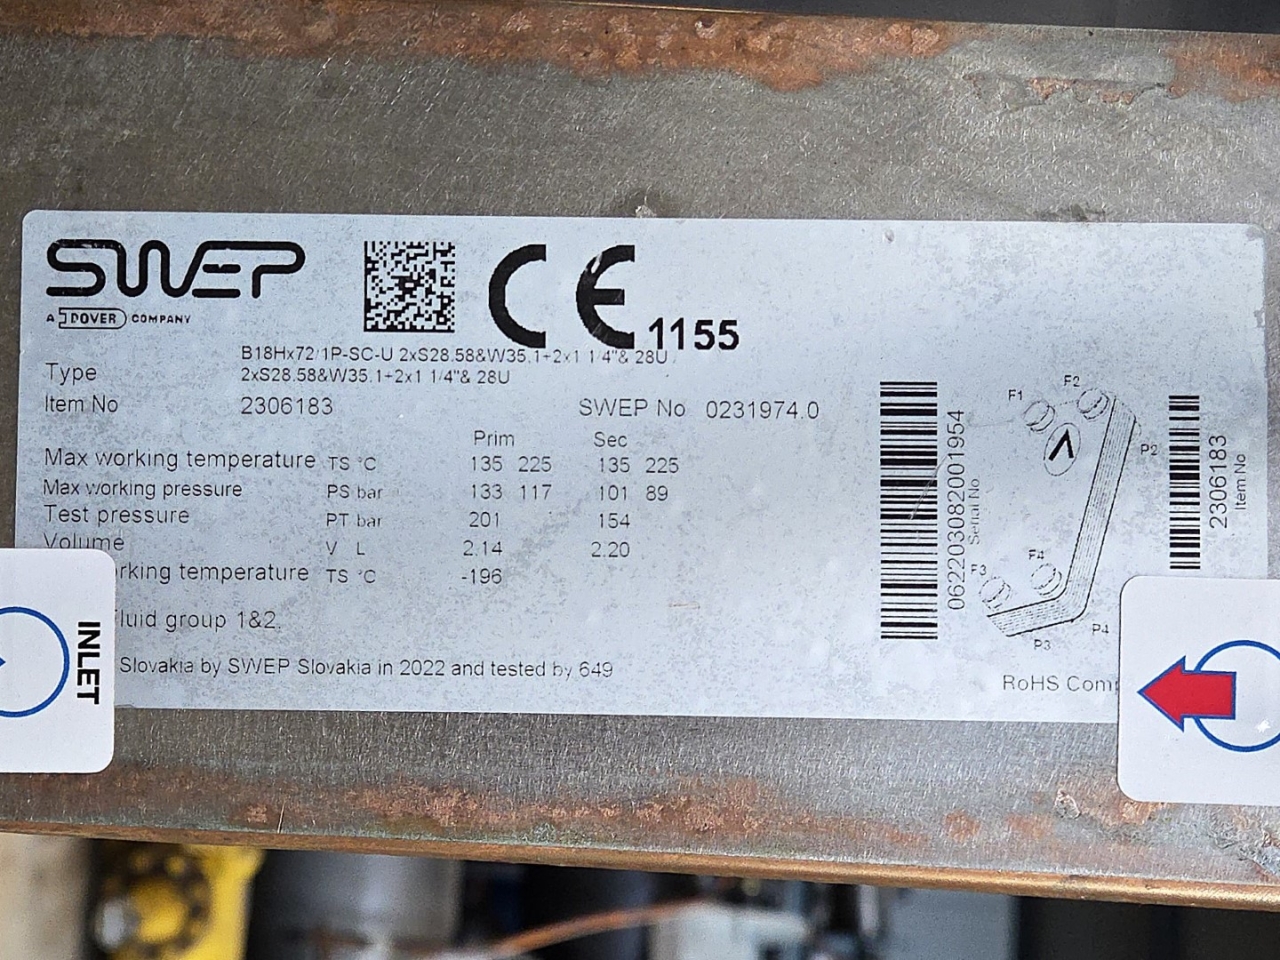 SWEP
A DOVER COMPANY
CE 1155
B18Hx72/1P-SC-U 2xS28.58&W35.1+2x1 1/4"& 28U
Type 2xS28.58&W35.1+2x1 1/4"& 28U
Item No 2306183 SWEP No 0231974.0
Prim Sec
Max working temperature TS °C 135 225 135 225
Max working pressure PS bar 133 117 101 89
Test pressure PT bar 201 154
Volume V L 2.14 2.20
rking temperature TS °C -196
Fluid group 1&2.
Slovakia by SWEP Slovakia in 2022 and tested by 649
0622030820001954
Serial No
F1
F2
P2
F3
F4
P3
P4
2306183
Item No
RoHS Com
INLET